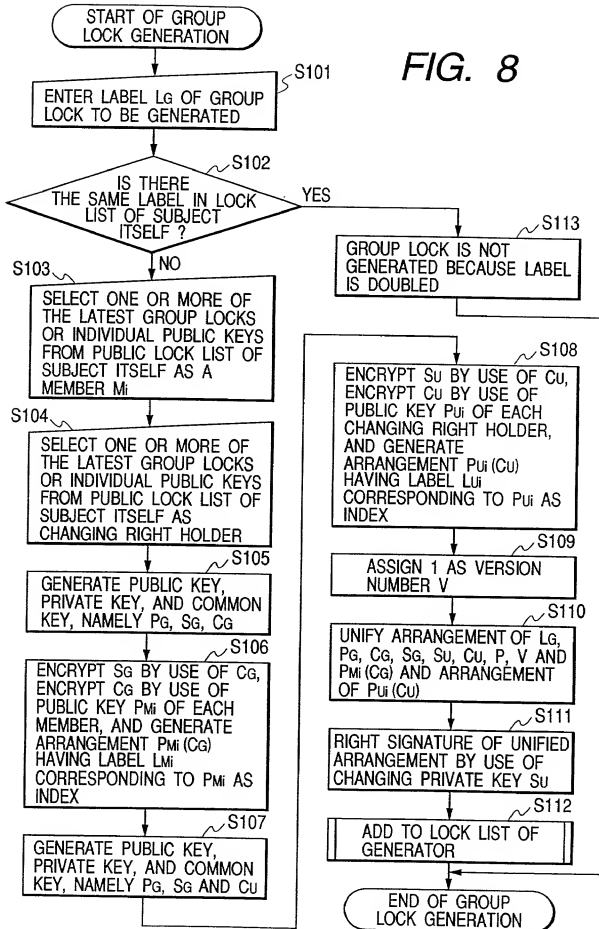 START OF GROUP
LOCK GENERATION
FIG. 8
S101
ENTER LABEL LG OF GROUP
LOCK TO BE GENERATED
S102
IS THERE
THE SAME LABEL IN LOCK
LIST OF SUBJECT
ITSELF ?
YES
NO
S113
GROUP LOCK IS NOT
GENERATED BECAUSE LABEL
IS DOUBLED
S103
SELECT ONE OR MORE OF
THE LATEST GROUP LOCKS
OR INDIVIDUAL PUBLIC KEYS
FROM PUBLIC LOCK LIST OF
SUBJECT ITSELF AS A
MEMBER Mi
S104
SELECT ONE OR MORE OF
THE LATEST GROUP LOCKS
OR INDIVIDUAL PUBLIC KEYS
FROM PUBLIC LOCK LIST OF
SUBJECT ITSELF AS
CHANGING RIGHT HOLDER
S105
GENERATE PUBLIC KEY,
PRIVATE KEY, AND COMMON
KEY, NAMELY PG, SG, CG
S106
ENCRYPT SG BY USE OF CG,
ENCRYPT CG BY USE OF
PUBLIC KEY PMi OF EACH
MEMBER, AND GENERATE
ARRANGEMENT PMi (CG)
HAVING LABEL LMi
CORRESPONDING TO PMi AS
INDEX
S107
GENERATE PUBLIC KEY,
PRIVATE KEY, AND COMMON
KEY, NAMELY PG, SG AND CU
S108
ENCRYPT SU BY USE OF CU,
ENCRYPT CU BY USE OF
PUBLIC KEY PUi OF EACH
CHANGING RIGHT HOLDER,
AND GENERATE
ARRANGEMENT PUi (CU)
HAVING LABEL LUi
CORRESPONDING TO PUi AS
INDEX
S109
ASSIGN 1 AS VERSION
NUMBER V
S110
UNIFY ARRANGEMENT OF LG,
PG, CG, SG, SU, CU, P, V AND
PMi (CG) AND ARRANGEMENT
OF PUi (CU)
S111
RIGHT SIGNATURE OF UNIFIED
ARRANGEMENT BY USE OF
CHANGING PRIVATE KEY SU
S112
ADD TO LOCK LIST OF
GENERATOR
END OF GROUP
LOCK GENERATION